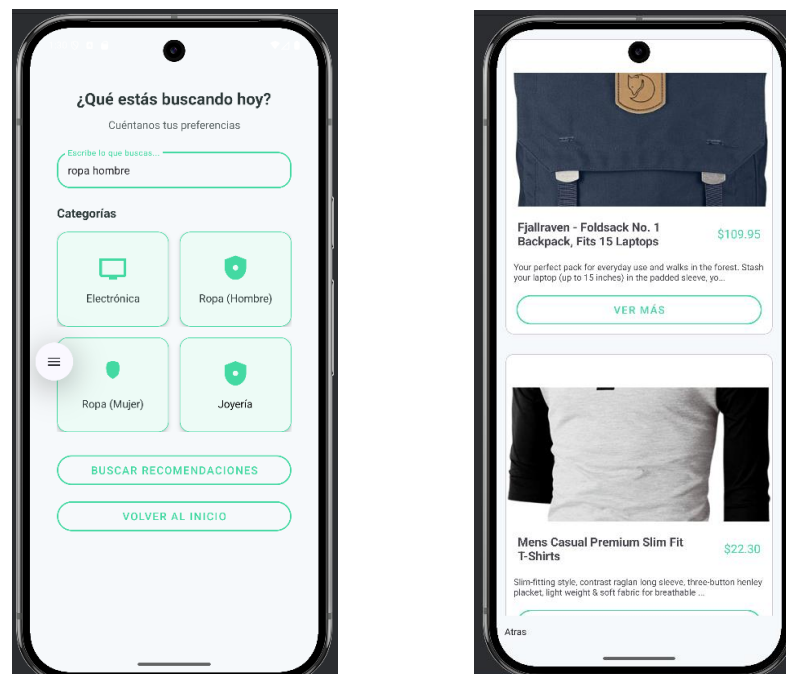 ¿Qué estás buscando hoy?
Cuéntanos tus preferencias
Escribe lo que buscas...
ropa hombre
Categorías
Electrónica
Ropa (Hombre)
Ropa (Mujer)
Joyería
BUSCAR RECOMENDACIONES
VOLVER AL INICIO
Fjallraven - Foldsack No. 1
Backpack, Fits 15 Laptops
$109.95
Your perfect pack for everyday use and walks in the forest. Stash
your laptop (up to 15 inches) in the padded sleeve, yo...
VER MÁS
Mens Casual Premium Slim Fit
T-Shirts
$22.30
Slim-fitting style, contrast raglan long sleeve, three-button henley
placket, light weight & soft fabric for breathable ...
Atras